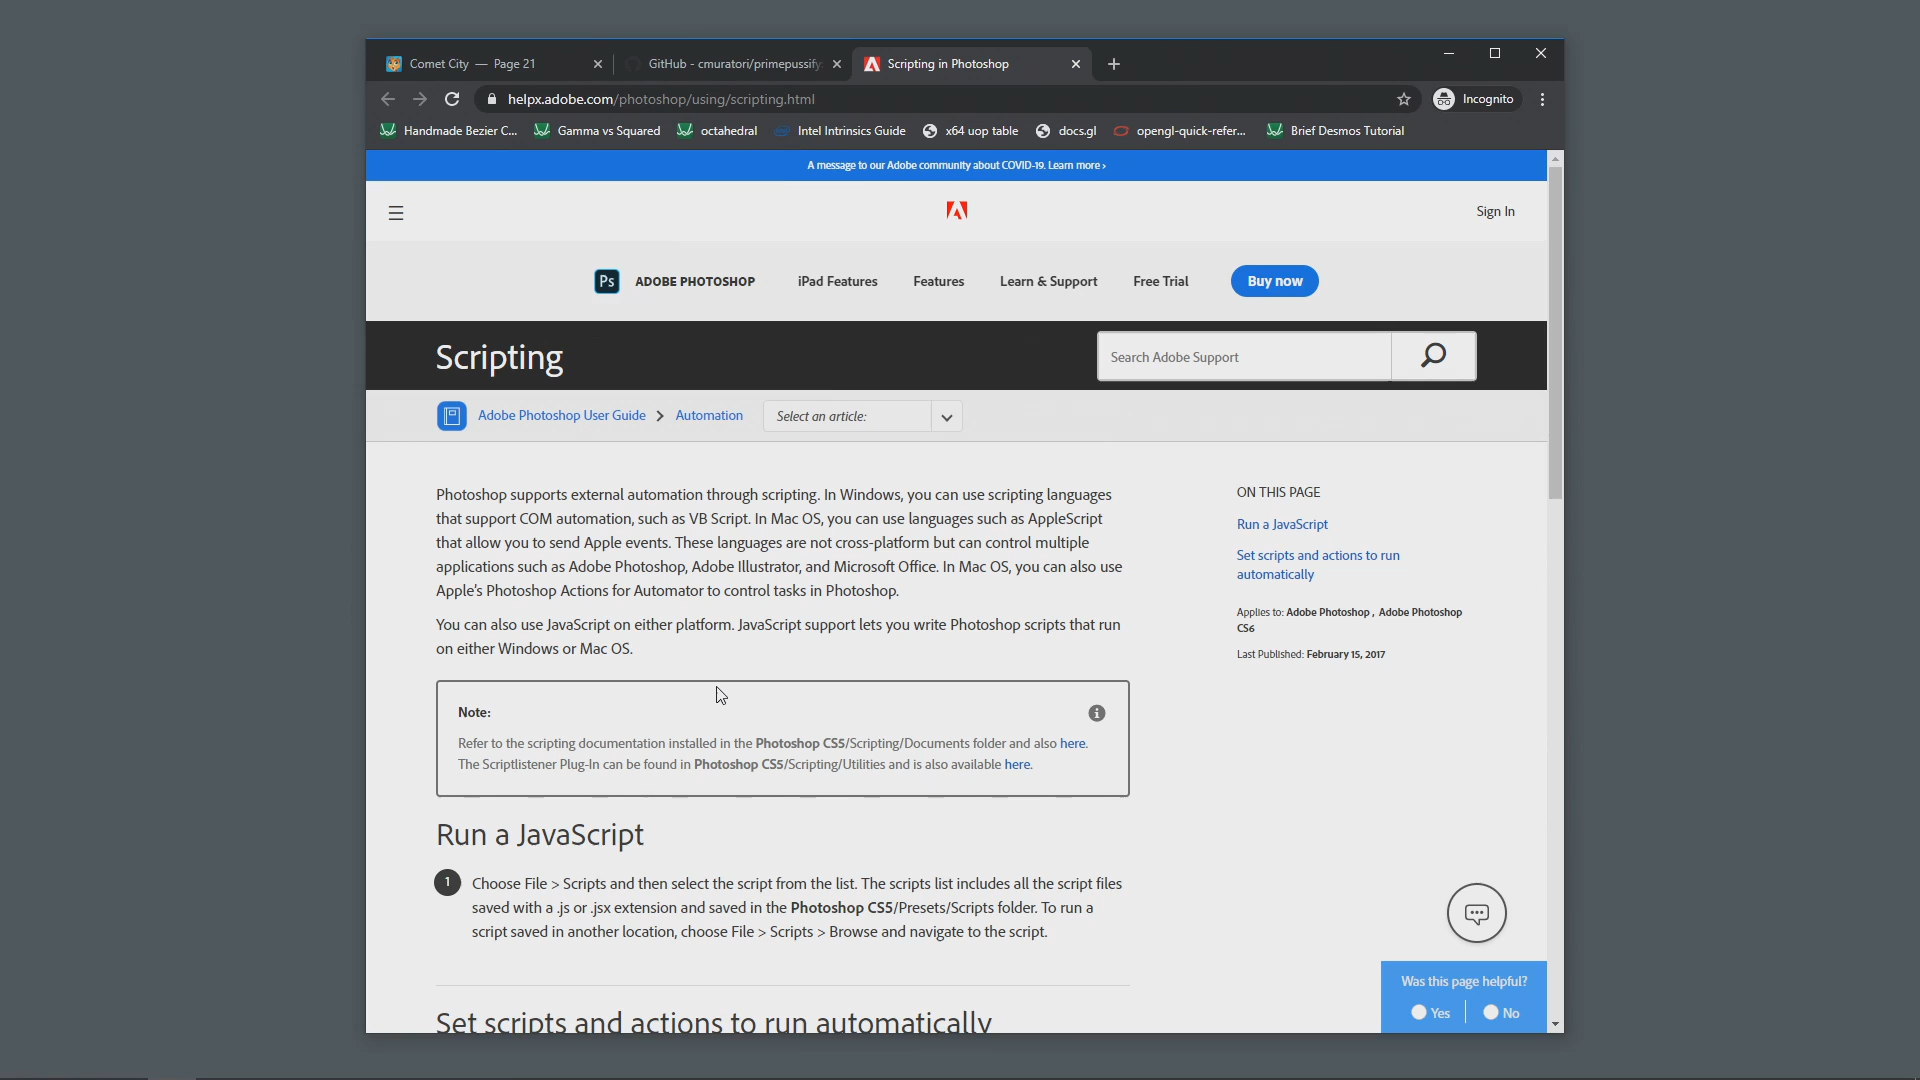 Comet City — Page 21
GitHub - cmuratori/primepussify
Scripting in Photoshop
helpx.adobe.com/photoshop/using/scripting.html
Incognito
Handmade Bezier C...
Gamma vs Squared
octahedral
Intel Intrinsics Guide
x64 uop table
docs.gl
opengl-quick-refer...
Brief Desmos Tutorial
A message to our Adobe community about COVID-19. Learn more ›
Sign In
Ps
ADOBE PHOTOSHOP
iPad Features
Features
Learn & Support
Free Trial
Buy now
Scripting
Search Adobe Support
Adobe Photoshop User Guide
Automation
Select an article:
Photoshop supports external automation through scripting. In Windows, you can use scripting languages
that support COM automation, such as VB Script. In Mac OS, you can use languages such as AppleScript
that allow you to send Apple events. These languages are not cross-platform but can control multiple
applications such as Adobe Photoshop, Adobe Illustrator, and Microsoft Office. In Mac OS, you can also use
Apple's Photoshop Actions for Automator to control tasks in Photoshop.
You can also use JavaScript on either platform. JavaScript support lets you write Photoshop scripts that run
on either Windows or Mac OS.
Note:
Refer to the scripting documentation installed in the Photoshop CS5/Scripting/Documents folder and also here.
The Scriptlistener Plug-In can be found in Photoshop CS5/Scripting/Utilities and is also available here.
Run a JavaScript
1
Choose File > Scripts and then select the script from the list. The scripts list includes all the script files
saved with a .js or .jsx extension and saved in the Photoshop CS5/Presets/Scripts folder. To run a
script saved in another location, choose File > Scripts > Browse and navigate to the script.
Set scripts and actions to run automatically
ON THIS PAGE
Run a JavaScript
Set scripts and actions to run
automatically
Applies to: Adobe Photoshop , Adobe Photoshop
CS6
Last Published: February 15, 2017
Was this page helpful?
Yes
No